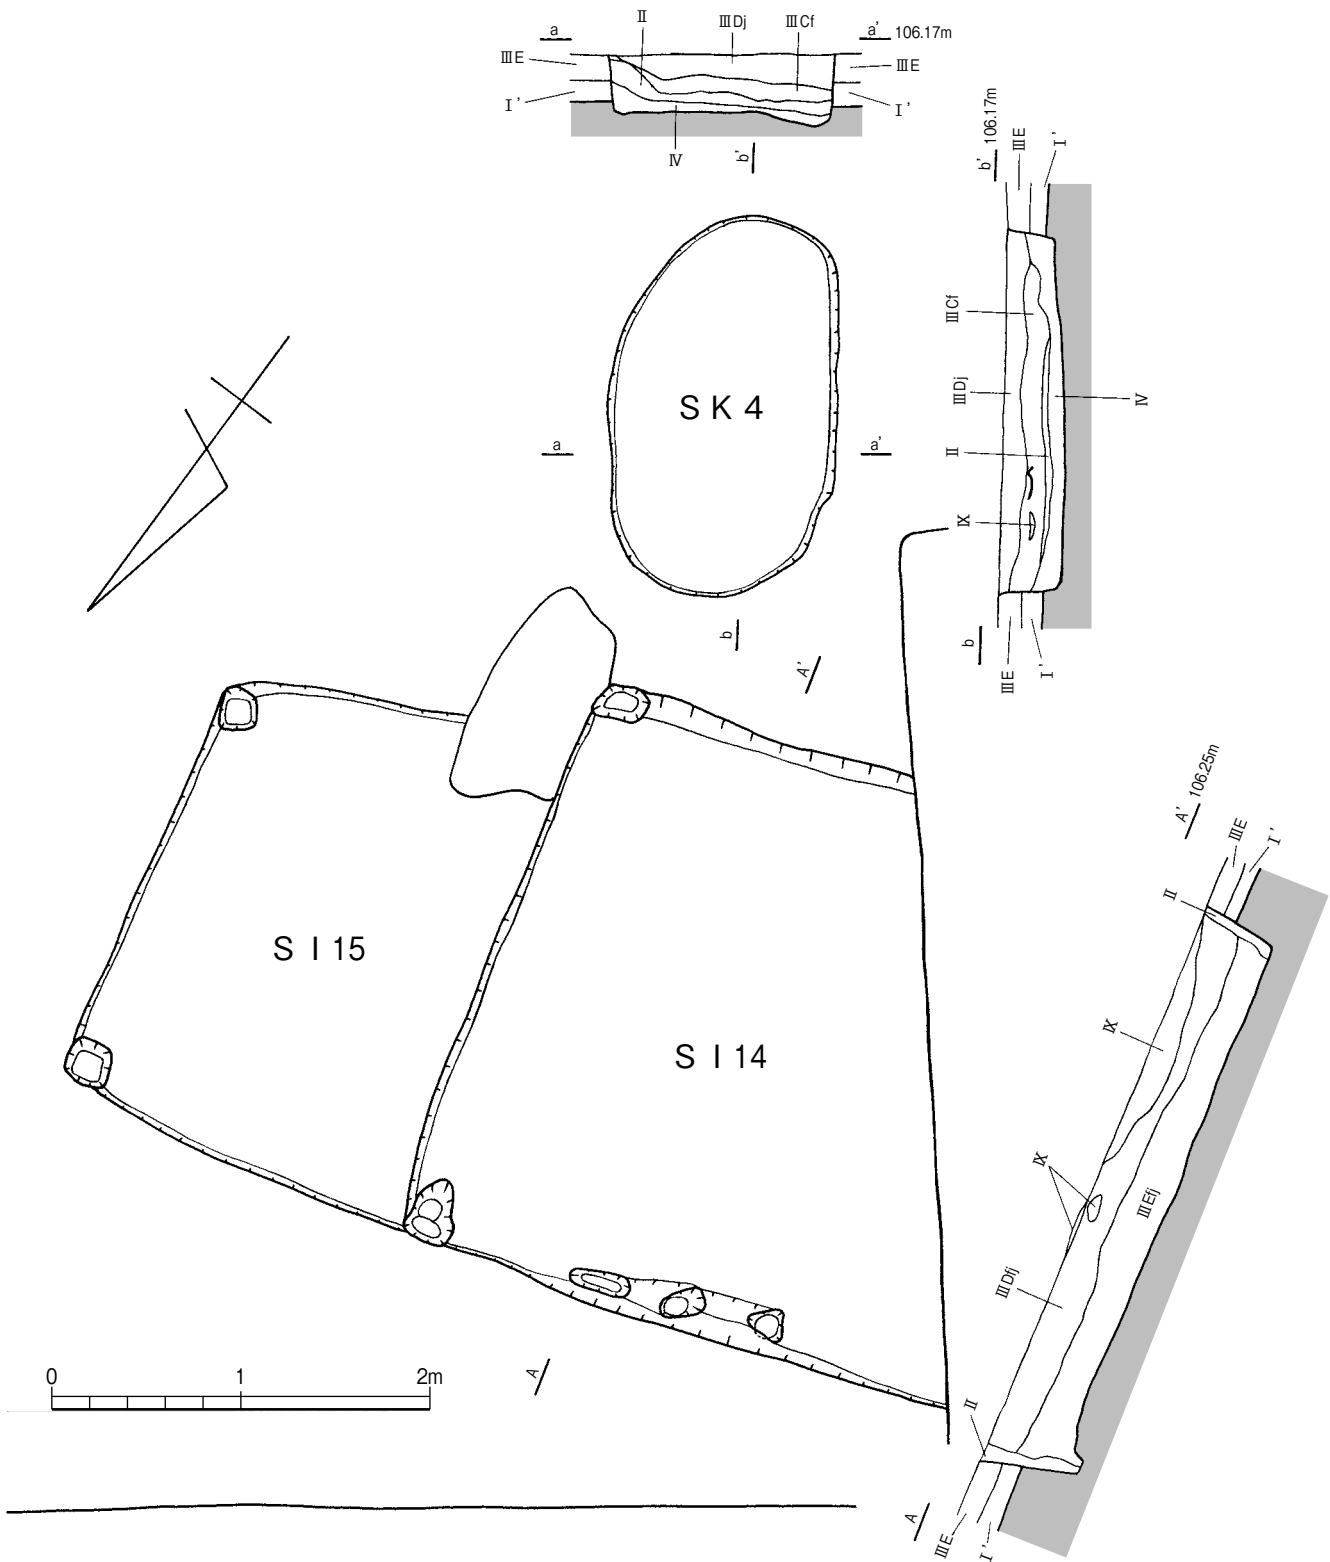 Ⅱ ⅢDj ⅢCf
a a' 106.17m
ⅢE ⅢE
Ⅰ' Ⅰ'
Ⅳ
b'
b' 106.17m
ⅢE Ⅰ'
ⅢCf
ⅢDj
Ⅳ
Ⅱ
Ⅸ
b
ⅢE Ⅰ'
SK4
a a'
b
A'
SI15
SI14
A
A' 106.25m
ⅢE
Ⅰ'
Ⅱ
Ⅸ
Ⅸ
ⅢEfj
ⅢDfj
Ⅱ
A
ⅢE
Ⅰ'
0 1 2m